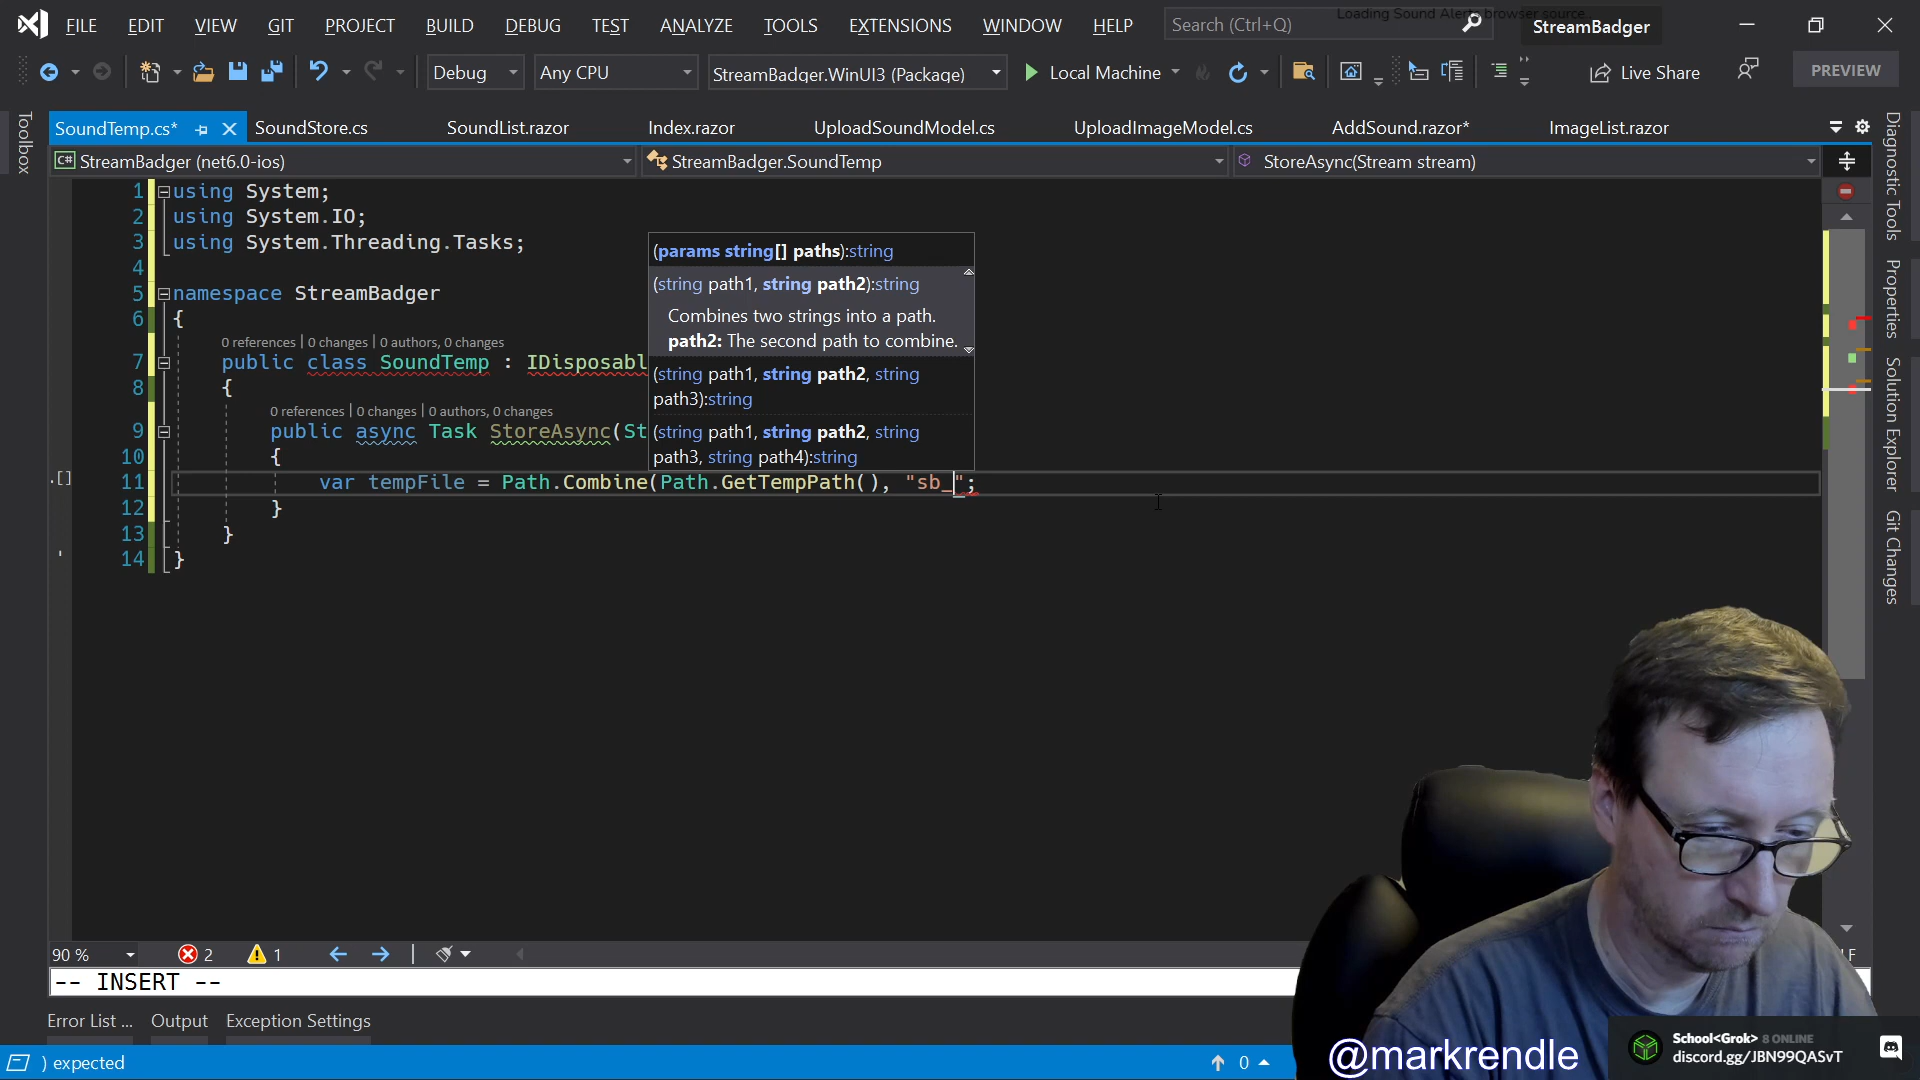 FILE EDIT VIEW GIT PROJECT BUILD DEBUG TEST ANALYZE TOOLS EXTENSIONS WINDOW HELP Search (Ctrl+Q) StreamBadger
Loading Sound Alerts browser source...
Debug Any CPU StreamBadger.WinUI3 (Package) Local Machine Live Share PREVIEW
SoundTemp.cs* SoundStore.cs SoundList.razor Index.razor UploadSoundModel.cs UploadImageModel.cs AddSound.razor* ImageList.razor
StreamBadger (net6.0-ios) StreamBadger.SoundTemp StoreAsync(Stream stream)
Toolbox
Diagnostic Tools
Properties
Solution Explorer
Git Changes
1 using System;
2 using System.IO;
3 using System.Threading.Tasks;
4
5 namespace StreamBadger
6 {
0 references | 0 changes | 0 authors, 0 changes
7 public class SoundTemp : IDisposabl
8 {
0 references | 0 changes | 0 authors, 0 changes
9 public async Task StoreAsync(St
10 {
11 var tempFile = Path.Combine(Path.GetTempPath(), "sb_";
12 }
13 }
14 }
(params string[] paths):string
(string path1, string path2):string
Combines two strings into a path.
path2: The second path to combine.
(string path1, string path2, string
path3):string
(string path1, string path2, string
path3, string path4):string
90 % 2 1
-- INSERT --
Error List ... Output Exception Settings
) expected 0
@markrendle
School<Grok> 8 ONLINE
discord.gg/JBN99QASvT